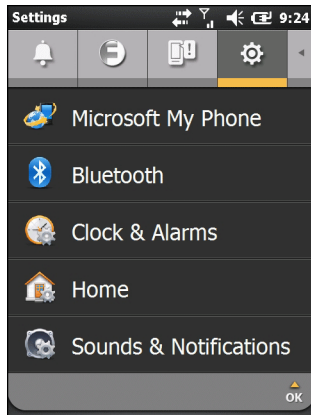 Settings 9:24
Microsoft My Phone
Bluetooth
Clock & Alarms
Home
Sounds & Notifications
OK